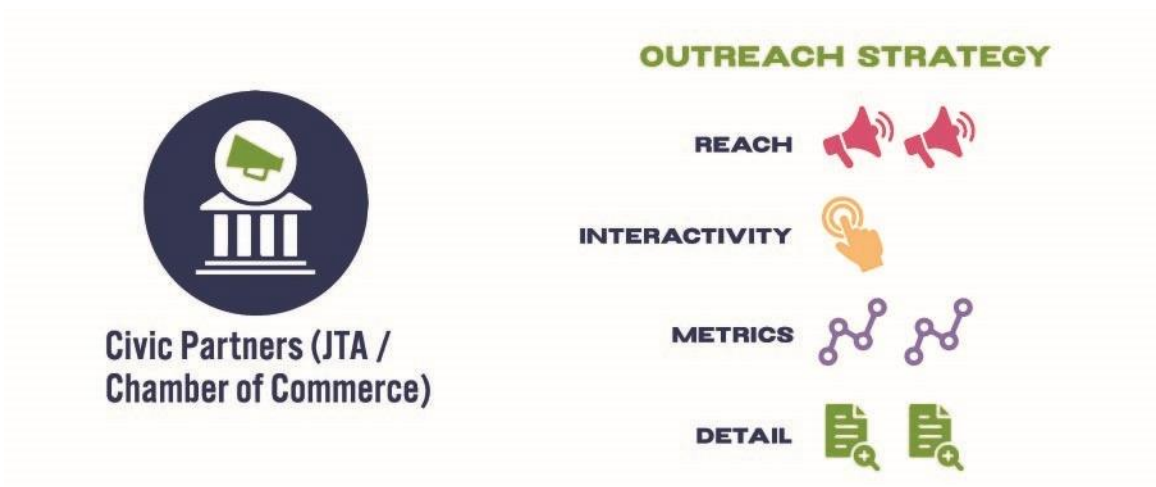 OUTREACH STRATEGY
REACH
INTERACTIVITY
METRICS
DETAIL
Civic Partners (JTA /
Chamber of Commerce)